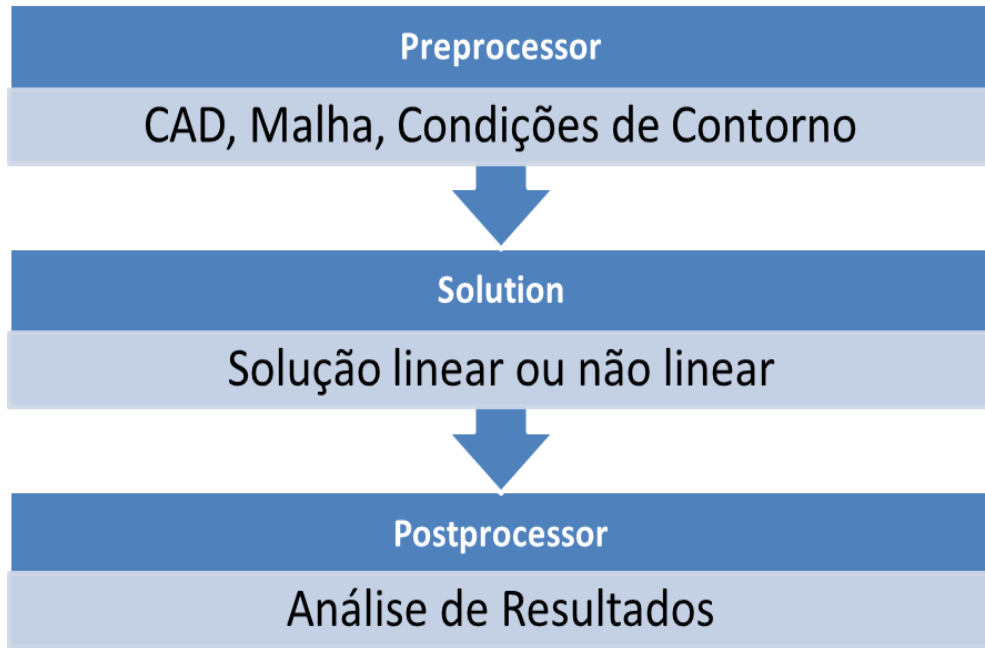 Preprocessor
CAD, Malha, Condições de Contorno
Solution
Solução linear ou não linear
Postprocessor
Análise de Resultados